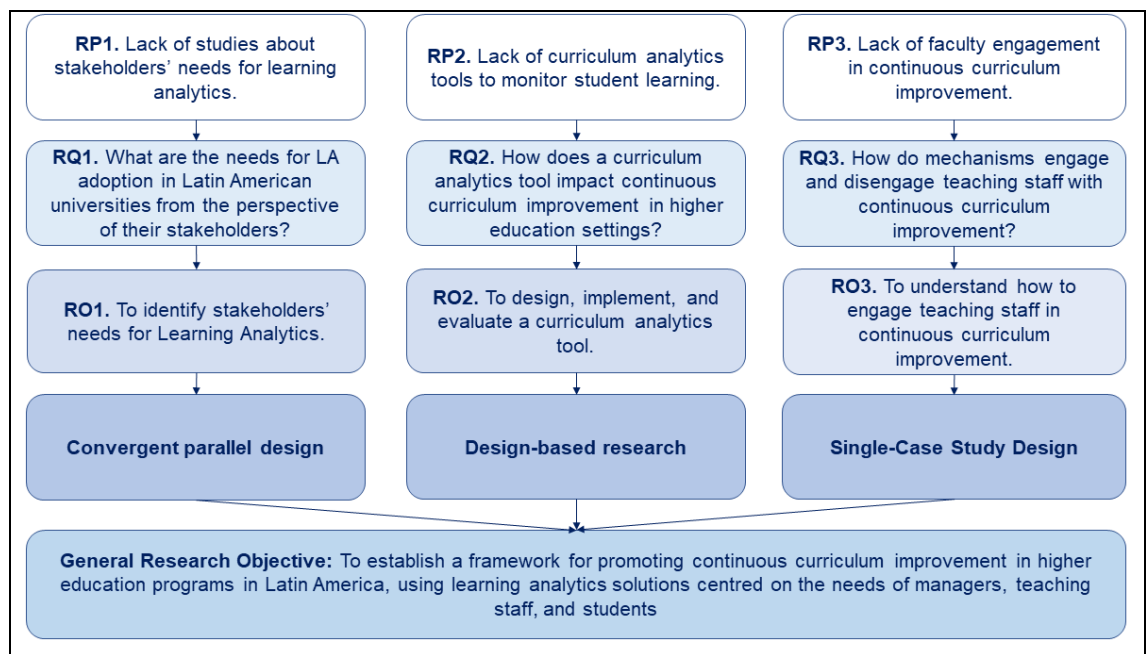 RP1. Lack of studies about
stakeholders' needs for learning
analytics.
RP2. Lack of curriculum analytics
tools to monitor student learning.
RP3. Lack of faculty engagement
in continuous curriculum
improvement.
RQ1. What are the needs for LA
adoption in Latin American
universities from the perspective
of their stakeholders?
RQ2. How does a curriculum
analytics tool impact continuous
curriculum improvement in higher
education settings?
RQ3. How do mechanisms engage
and disengage teaching staff with
continuous curriculum
improvement?
RO1. To identify stakeholders'
needs for Learning Analytics.
RO2. To design, implement, and
evaluate a curriculum analytics
tool.
RO3. To understand how to
engage teaching staff in
continuous curriculum
improvement.
Convergent parallel design
Design-based research
Single-Case Study Design
General Research Objective: To establish a framework for promoting continuous curriculum improvement in higher
education programs in Latin America, using learning analytics solutions centred on the needs of managers, teaching
staff, and students